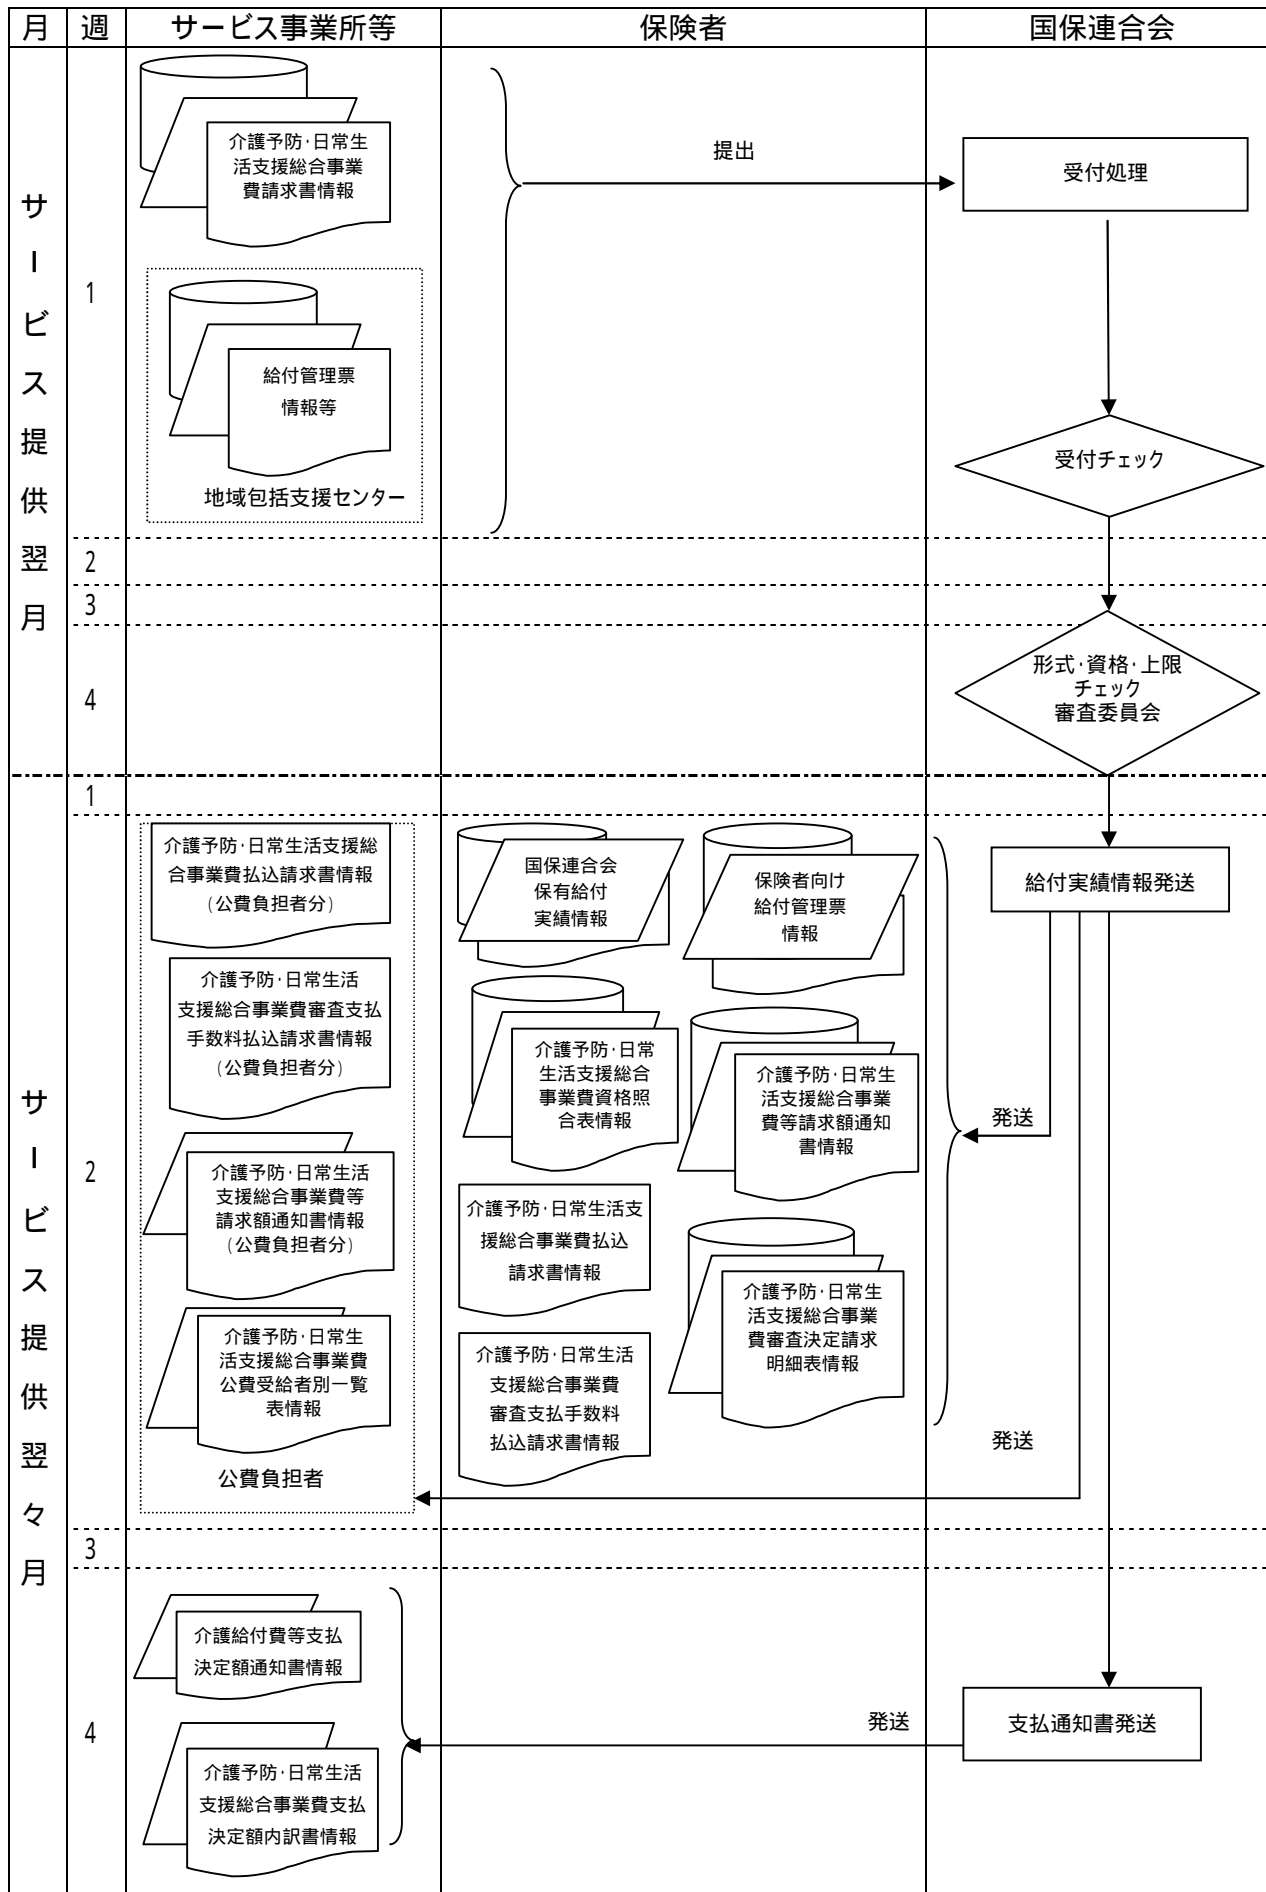 月 週 サービス事業所等 保険者 国保連合会
サービス提供翌月
1
介護予防・日常生
活支援総合事業
費請求書情報
提出
受付処理
給付管理票
情報等
地域包括支援センター
受付チェック
2
3
4
形式・資格・上限
チェック
審査委員会
サービス提供翌々月
1
2
介護予防・日常生活支援総
合事業費払込請求書情報
(公費負担者分)
介護予防・日常生活
支援総合事業費審査支払
手数料払込請求書情報
(公費負担者分)
介護予防・日常生活
支援総合事業費等
請求額通知書情報
(公費負担者分)
介護予防・日常生
活支援総合事業費
公費受給者別一覧
表情報
公費負担者
国保連合会
保有給付
実績情報
保険者向け
給付管理票
情報
介護予防・日常
生活支援総合
事業費資格照
合表情報
介護予防・日常生
活支援総合事業
費等請求額通知
書情報
介護予防・日常生活支
援総合事業費払込
請求書情報
介護予防・日常生
活支援総合事業
費審査決定請求
明細表情報
介護予防・日常生活
支援総合事業費
審査支払手数料
払込請求書情報
給付実績情報発送
発送
発送
3
4
介護給付費等支払
決定額通知書情報
介護予防・日常生活
支援総合事業費支払
決定額内訳書情報
発送
支払通知書発送